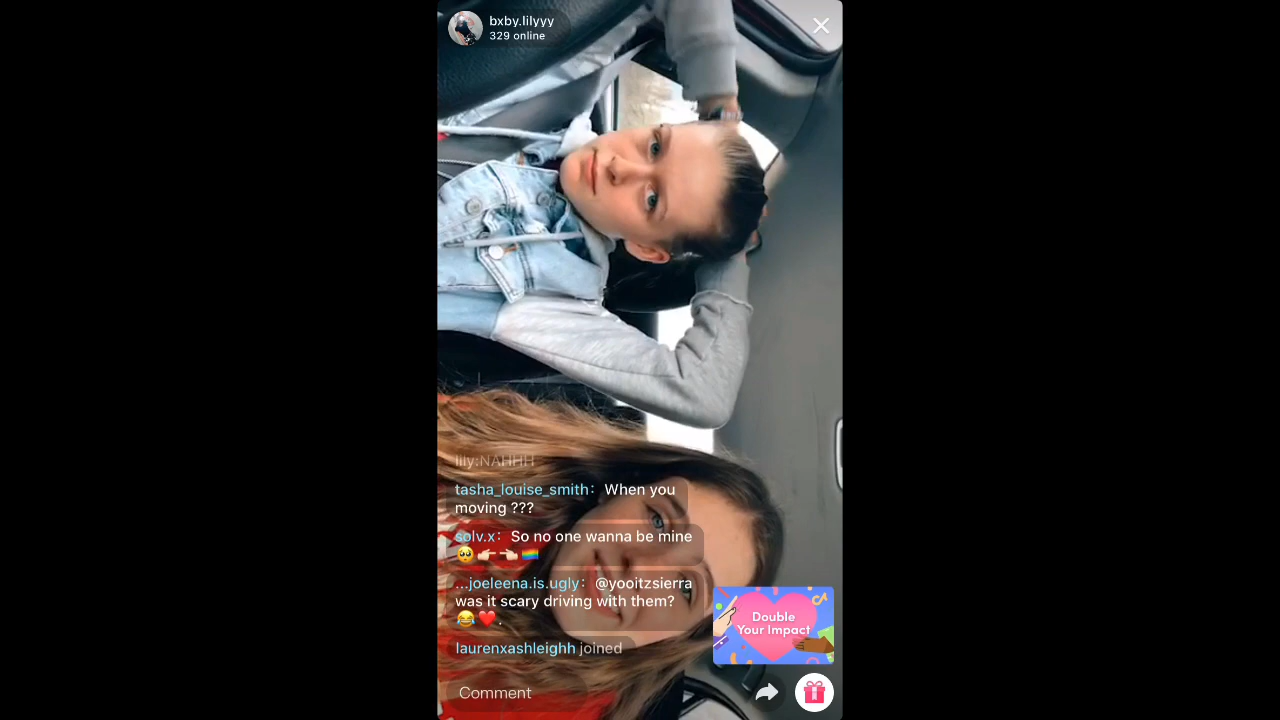 bxby.lilyyy
329 online
lily:NAHHH
tasha_louise_smith: When you
moving ???
solv.x: So no one wanna be mine
🥺👉🏻👈🏻🏳️‍🌈
...joeleena.is.ugly: @yooitzsierra
was it scary driving with them?
😂❤️.
laurenxashleighh joined
Double
Your Impact
Comment